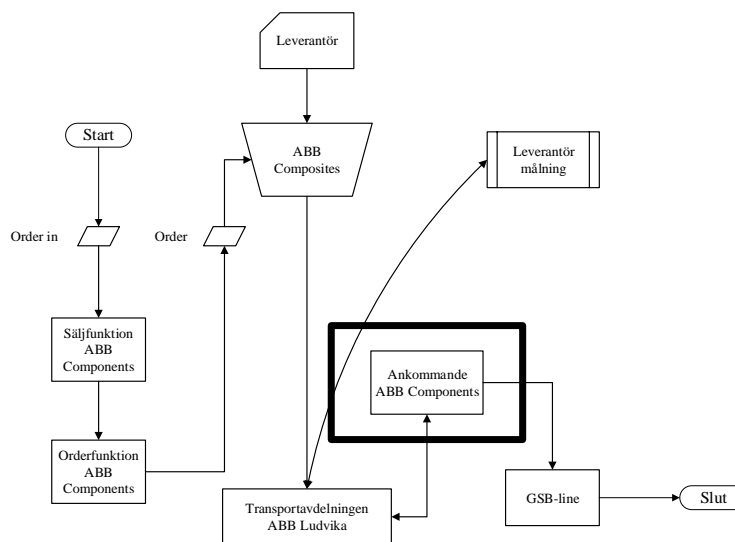 Leverantör
Start
ABB
Composites
Leverantör
målning
Order in
Order
Säljfunktion
ABB
Components
Ankommande
ABB Components
Orderfunktion
ABB
Components
Transportavdelningen
ABB Ludvika
GSB-line
Slut